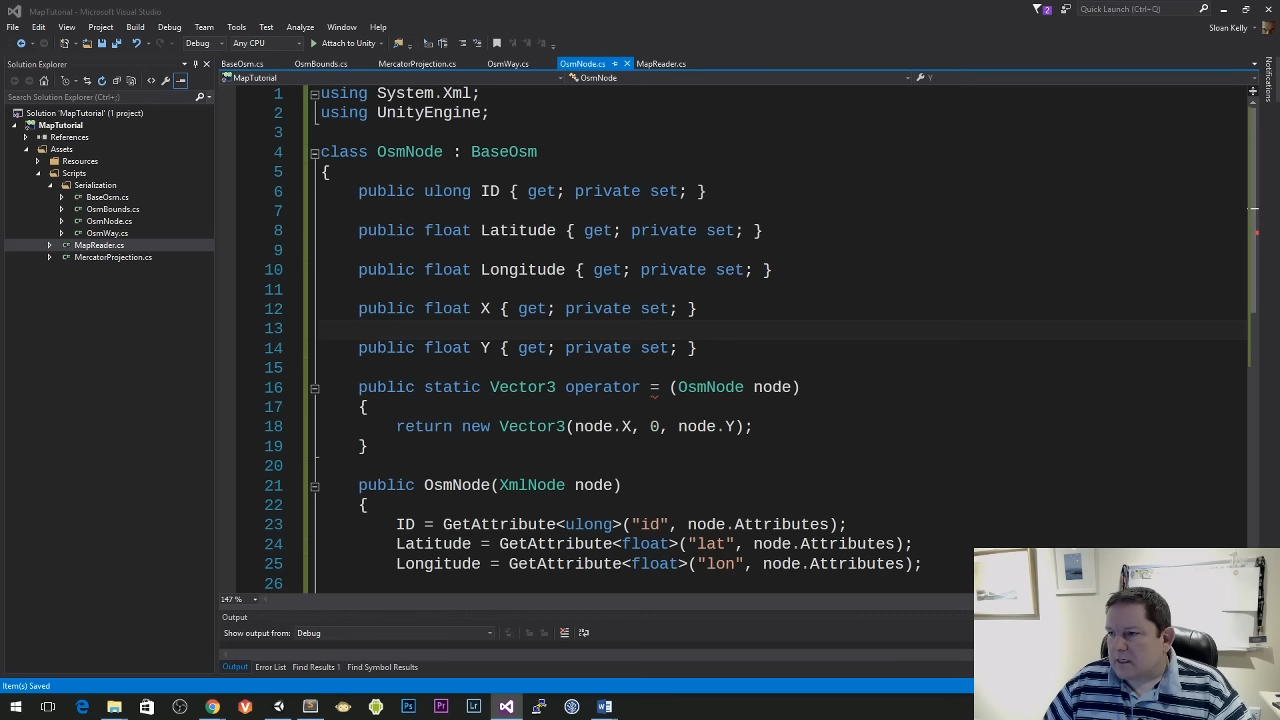 MapTutorial - Microsoft Visual Studio
2
Quick Launch (Ctrl+Q)
File Edit View Project Build Debug Team Tools Test Analyze Window Help
Sloan Kelly
Debug Any CPU Attach to Unity
Solution Explorer
BaseOsm.cs OsmBounds.cs MercatorProjection.cs OsmWay.cs OsmNode.cs MapReader.cs
MapTutorial OsmNode Y
Notifications
Search Solution Explorer (Ctrl+;)
Solution 'MapTutorial' (1 project)
MapTutorial
References
Assets
Resources
Scripts
Serialization
BaseOsm.cs
OsmBounds.cs
OsmNode.cs
OsmWay.cs
MapReader.cs
MercatorProjection.cs
1 using System.Xml;
2 using UnityEngine;
3
4 class OsmNode : BaseOsm
5 {
6 public ulong ID { get; private set; }
7
8 public float Latitude { get; private set; }
9
10 public float Longitude { get; private set; }
11
12 public float X { get; private set; }
13
14 public float Y { get; private set; }
15
16 public static Vector3 operator = (OsmNode node)
17 {
18 return new Vector3(node.X, 0, node.Y);
19 }
20
21 public OsmNode(XmlNode node)
22 {
23 ID = GetAttribute<ulong>("id", node.Attributes);
24 Latitude = GetAttribute<float>("lat", node.Attributes);
25 Longitude = GetAttribute<float>("lon", node.Attributes);
26
147 %
Output
Show output from: Debug
Output Error List Find Results 1 Find Symbol Results
Item(s) Saved